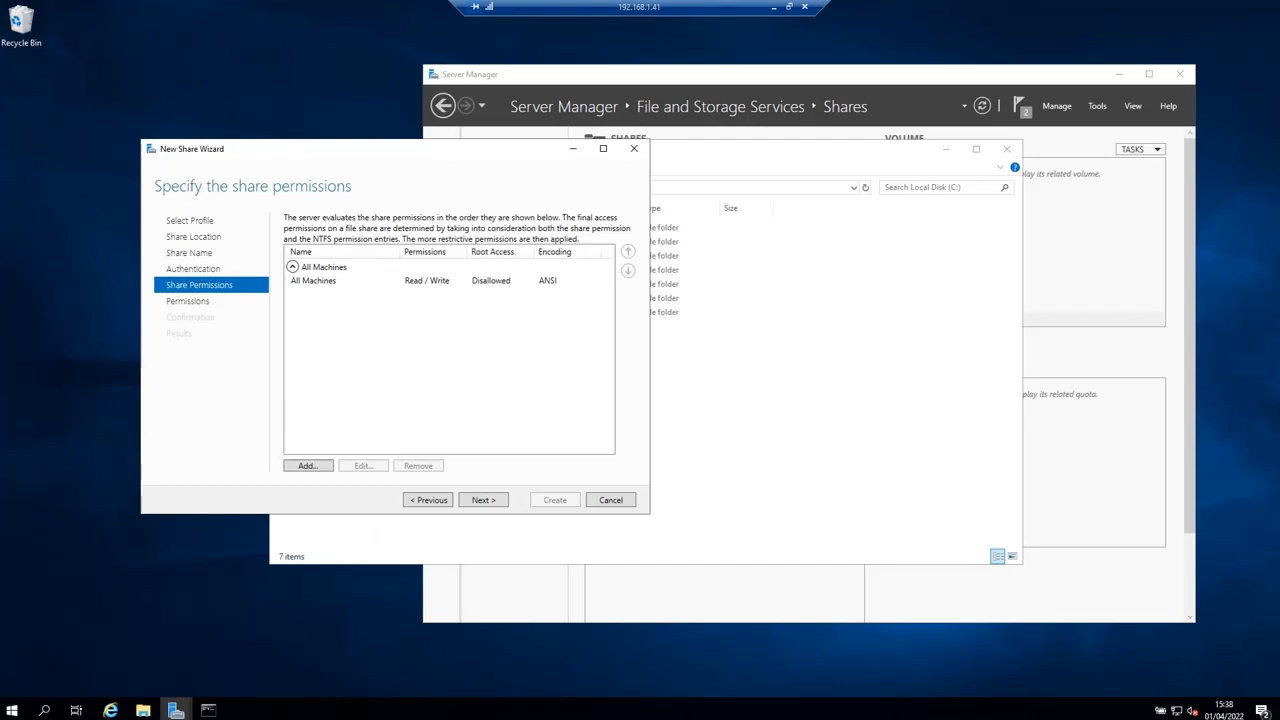 192.168.1.41
Recycle Bin
Server Manager
Server Manager ‣ File and Storage Services ‣ Shares
2
Manage Tools View Help
SHARES
VOLUME
TASKS
play its related volume.
New Share Wizard
Specify the share permissions
Select Profile
Share Location
Share Name
Authentication
Share Permissions
Permissions
Confirmation
Results
The server evaluates the share permissions in the order they are shown below. The final access
permissions on a file share are determined by taking into consideration both the share permission
and the NTFS permission entries. The more restrictive permissions are then applied.
Name Permissions Root Access Encoding
All Machines
All Machines Read / Write Disallowed ANSI
Add... Edit... Remove
< Previous Next > Create Cancel
Search Local Disk (C:)
ype Size
le folder
le folder
le folder
le folder
le folder
le folder
le folder
7 items
play its related quota.
15:38
01/04/2022
2